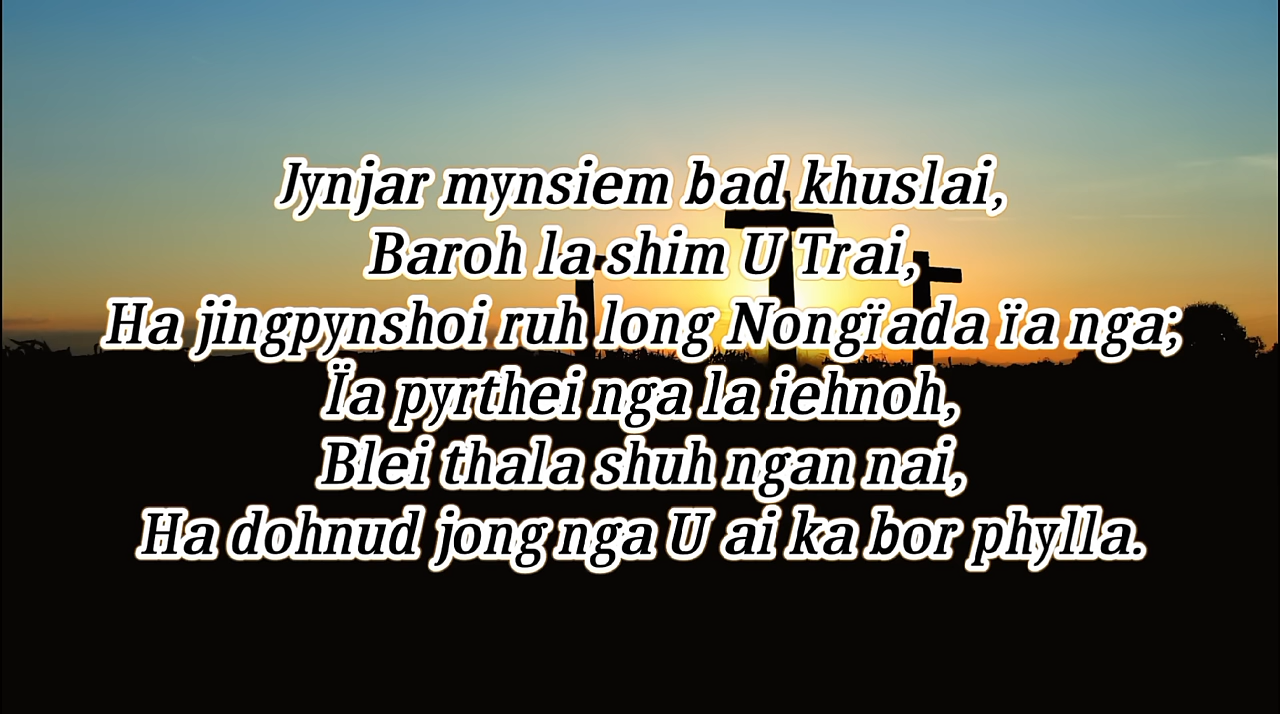 Jynjar mynsiem bad khuslai,
Baroh la shim U Trai,
Ha jingpynshoi ruh long Nongïada ïa nga;
Ïa pyrthei nga la iehnoh,
Blei thala shuh ngan nai,
Ha dohnud jong nga U ai ka bor phylla.